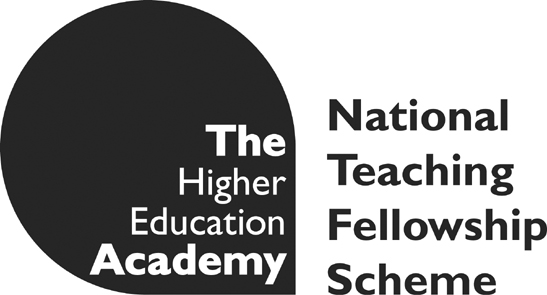 The
Higher
Education
Academy
National
Teaching
Fellowship
Scheme